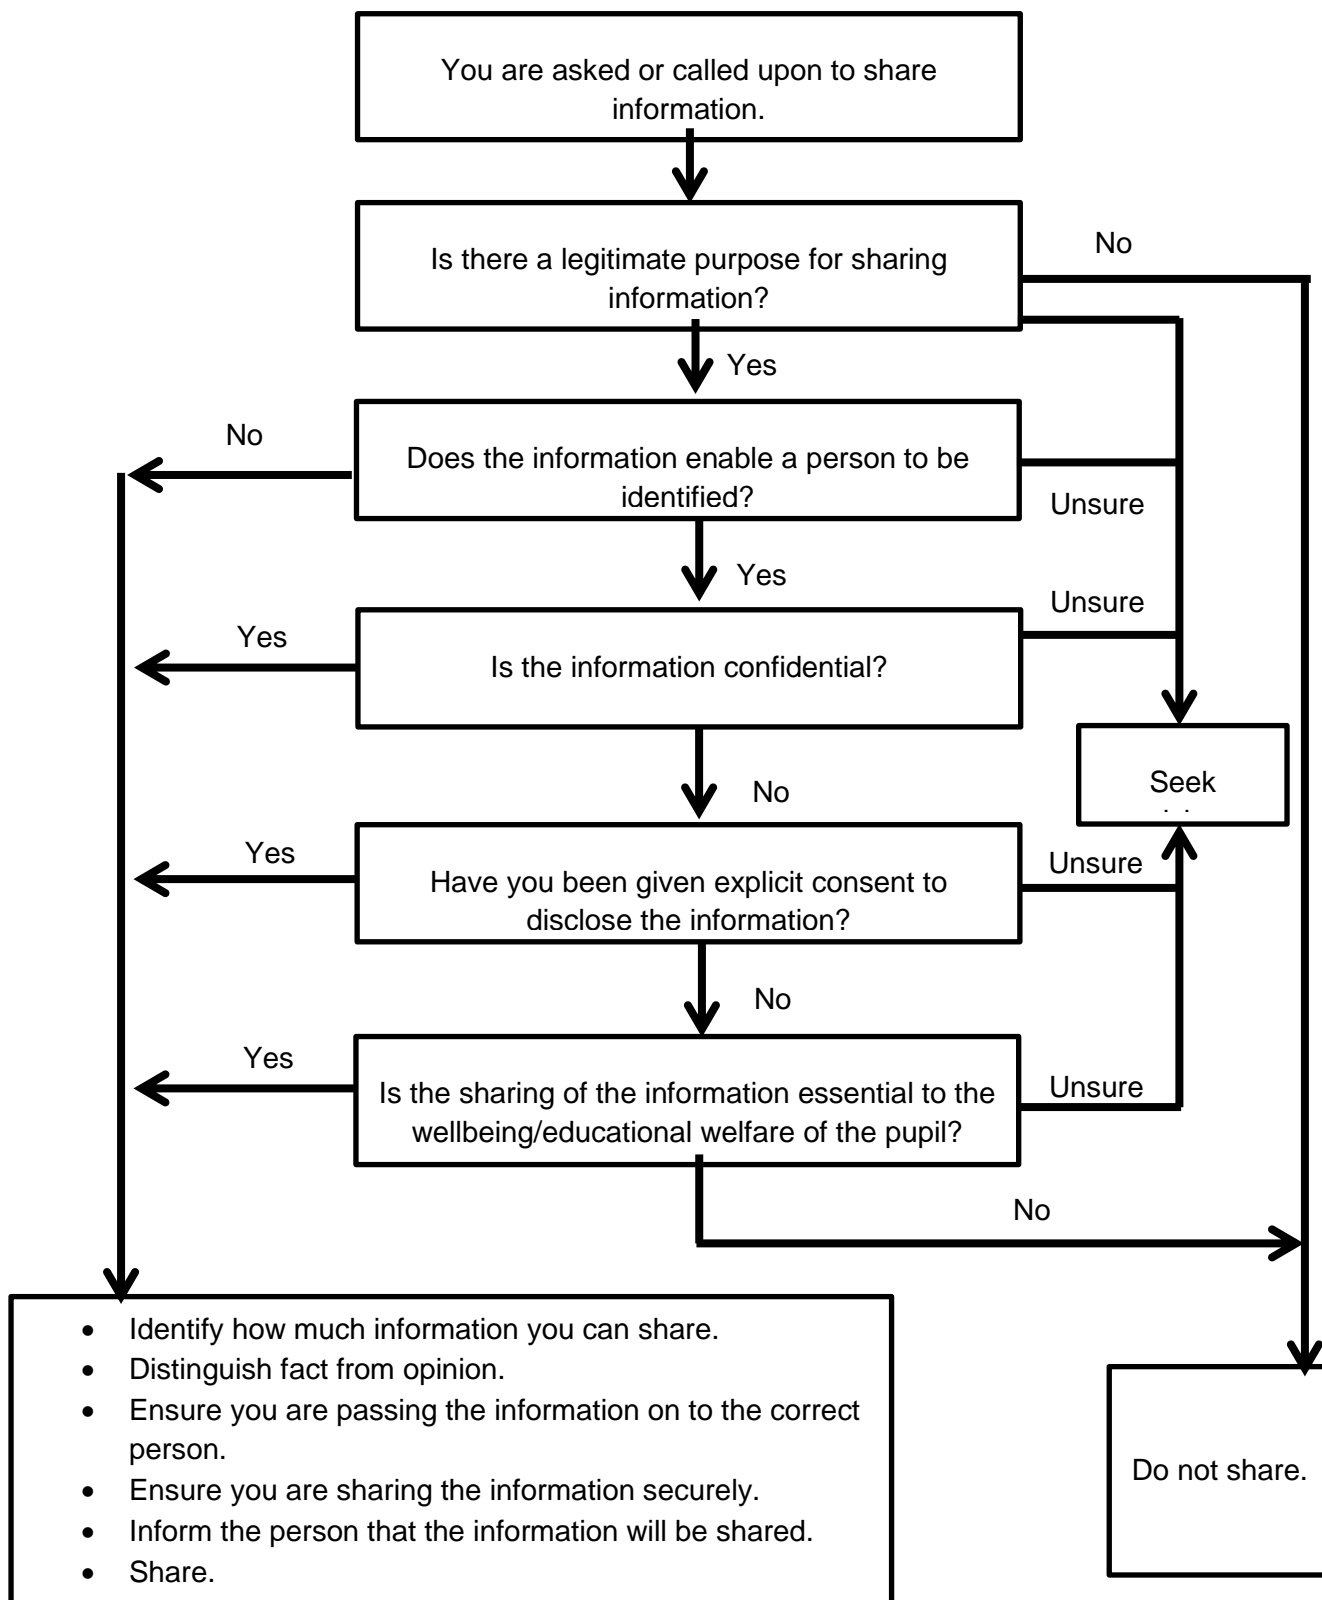 You are asked or called upon to share
information.
No
Is there a legitimate purpose for sharing
information?
Yes
No
Does the information enable a person to be
identified?
Unsure
Yes
Unsure
Yes
Is the information confidential?
Seek
No
Yes
Unsure
Have you been given explicit consent to
disclose the information?
No
Yes
Is the sharing of the information essential to the
wellbeing/educational welfare of the pupil?
Unsure
No
• Identify how much information you can share.
• Distinguish fact from opinion.
• Ensure you are passing the information on to the correct
person.
• Ensure you are sharing the information securely.
• Inform the person that the information will be shared.
• Share.
Do not share.